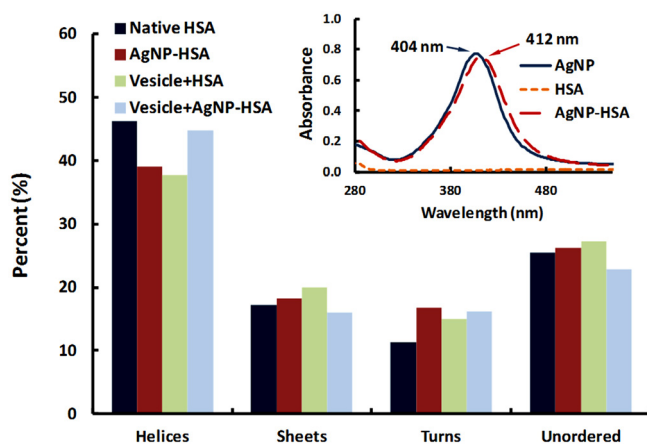 Native HSA
AgNP-HSA
Vesicle+HSA
Vesicle+AgNP-HSA
Percent (%)
60
50
40
30
20
10
0
Helices
Sheets
Turns
Unordered
Absorbance
1.0
0.8
0.6
0.4
0.2
0.0
280
380
480
Wavelength (nm)
404 nm
412 nm
AgNP
HSA
AgNP-HSA